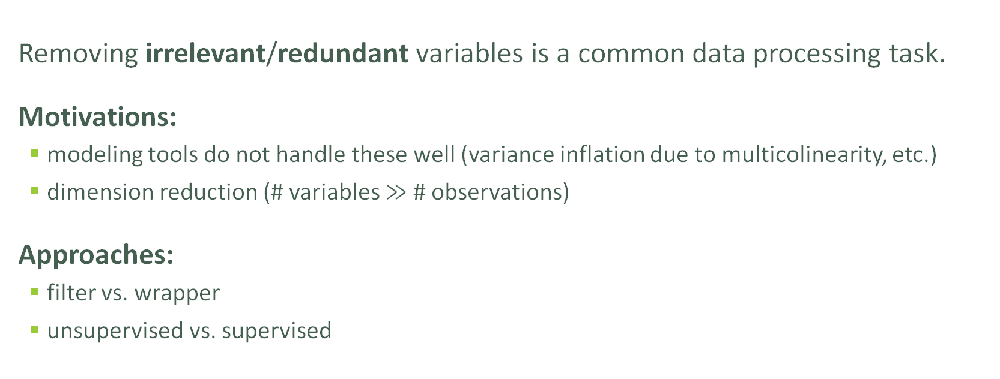 Removing irrelevant/redundant variables is a common data processing task.
Motivations:
▪ modeling tools do not handle these well (variance inflation due to multicolinearity, etc.)
▪ dimension reduction (# variables ≫ # observations)
Approaches:
▪ filter vs. wrapper
▪ unsupervised vs. supervised